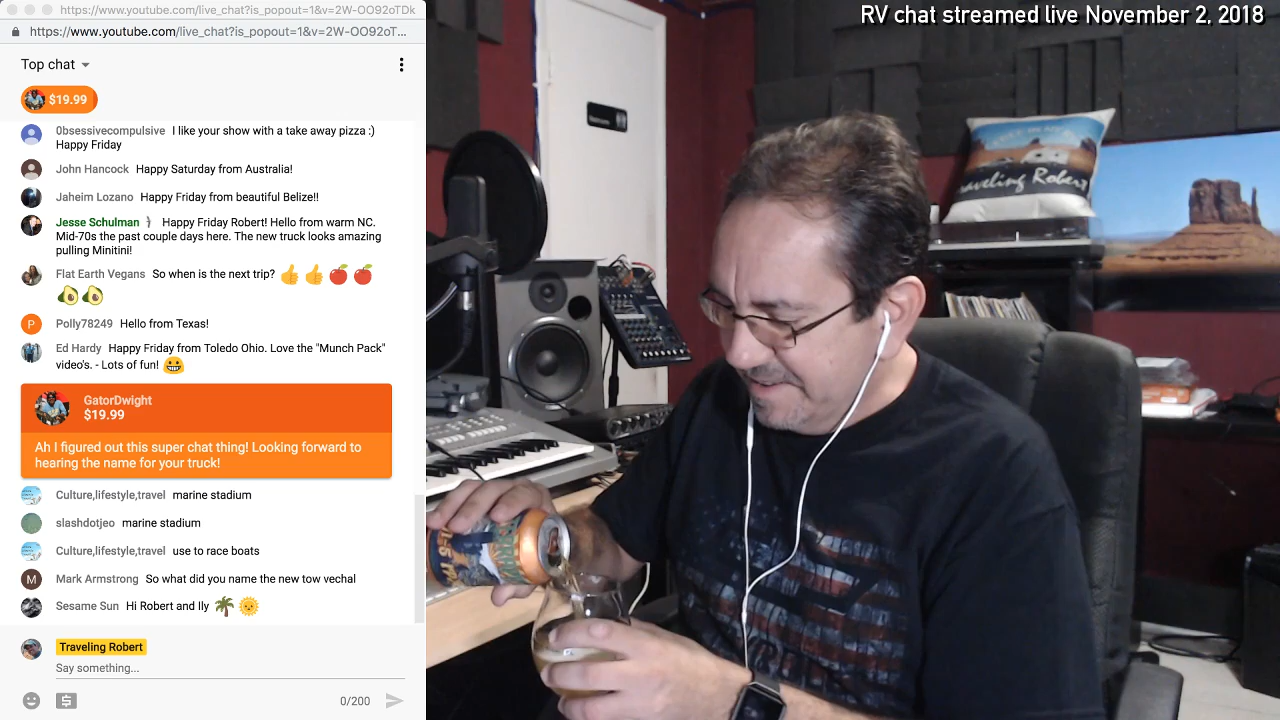 RV chat streamed live November 2, 2018
https://www.youtube.com/live_chat?is_popout=1&v=2W-OO92oTDk
https://www.youtube.com/live_chat?is_popout=1&v=2W-OO92oT...
Top chat
$19.99
0bsessivecompulsive I like your show with a take away pizza :)
Happy Friday
John Hancock Happy Saturday from Australia!
Jaheim Lozano Happy Friday from beautiful Belize!!
Jesse Schulman Happy Friday Robert! Hello from warm NC.
Mid-70s the past couple days here. The new truck looks amazing
pulling Minitini!
Flat Earth Vegans So when is the next trip? 👍 👍 🍎 🍎
🥑 🥑
P Polly78249 Hello from Texas!
Ed Hardy Happy Friday from Toledo Ohio. Love the "Munch Pack"
video's. - Lots of fun! 😀
GatorDwight
$19.99
Ah I figured out this super chat thing! Looking forward to
hearing the name for your truck!
Culture,lifestyle,travel marine stadium
slashdotjeo marine stadium
Culture,lifestyle,travel use to race boats
M Mark Armstrong So what did you name the new tow vechal
Sesame Sun Hi Robert and Ily 🌴 🌞
Traveling Robert
Say something...
0/200
Traveling Robert